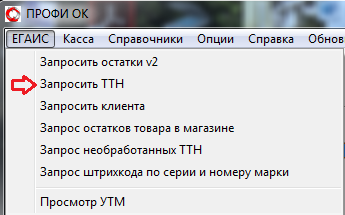 ПРОФИ ОК
ЕГАИС Касса Справочники Опции Справка Обнов
Запросить остатки v2
Запросить ТТН
Запросить клиента
Запрос остатков товара в магазине
Запрос необработанных ТТН
Запрос штрихкода по серии и номеру марки
Просмотр УТМ